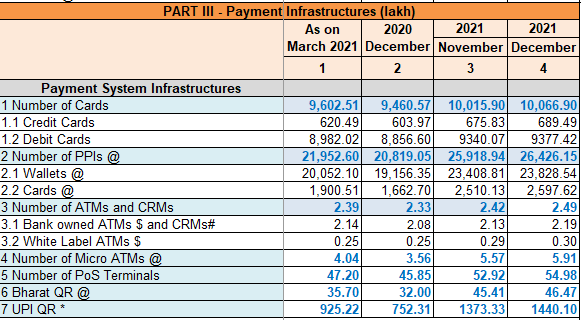 PART III - Payment Infrastructures (lakh)
As on March 2021 2020 December 2021 November 2021 December
1 2 3 4
Payment System Infrastructures
1 Number of Cards 9,602.51 9,460.57 10,015.90 10,066.90
1.1 Credit Cards 620.49 603.97 675.83 689.49
1.2 Debit Cards 8,982.02 8,856.60 9340.07 9377.42
2 Number of PPIs @ 21,952.60 20,819.05 25,918.94 26,426.15
2.1 Wallets @ 20,052.10 19,156.35 23,408.81 23,828.54
2.2 Cards @ 1,900.51 1,662.70 2,510.13 2,597.62
3 Number of ATMs and CRMs 2.39 2.33 2.42 2.49
3.1 Bank owned ATMs $ and CRMs# 2.14 2.08 2.13 2.19
3.2 White Label ATMs $ 0.25 0.25 0.29 0.30
4 Number of Micro ATMs @ 4.04 3.56 5.57 5.91
5 Number of PoS Terminals 47.20 45.85 52.92 54.98
6 Bharat QR @ 35.70 32.00 45.41 46.47
7 UPI QR * 925.22 752.31 1373.33 1440.10